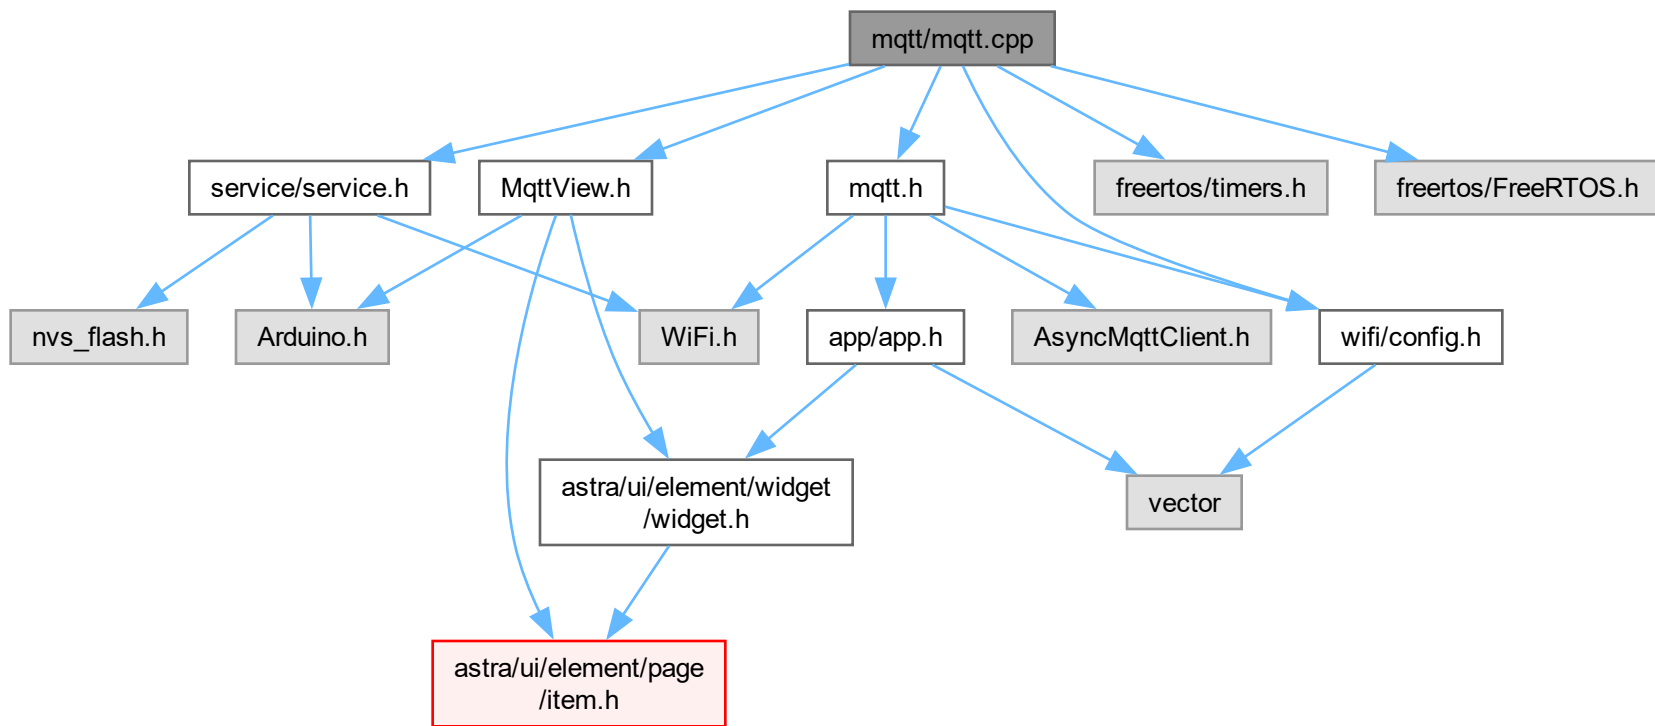 mqtt/mqtt.cpp
service/service.h
MqttView.h
mqtt.h
freertos/timers.h
freertos/FreeRTOS.h
nvs_flash.h
Arduino.h
WiFi.h
app/app.h
AsyncMqttClient.h
wifi/config.h
astra/ui/element/widget
/widget.h
vector
astra/ui/element/page
/item.h